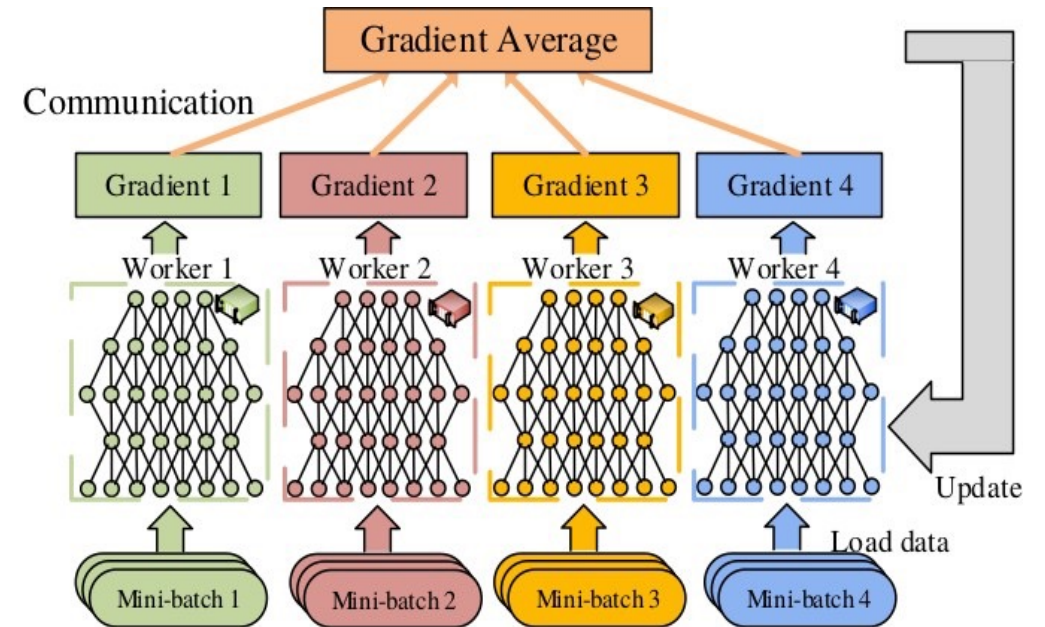 Gradient Average
Communication
Gradient 1
Gradient 2
Gradient 3
Gradient 4
Worker 1
Worker 2
Worker 3
Worker 4
Update
Load data
Mini-batch 1
Mini-batch 2
Mini-batch 3
Mini-batch 4